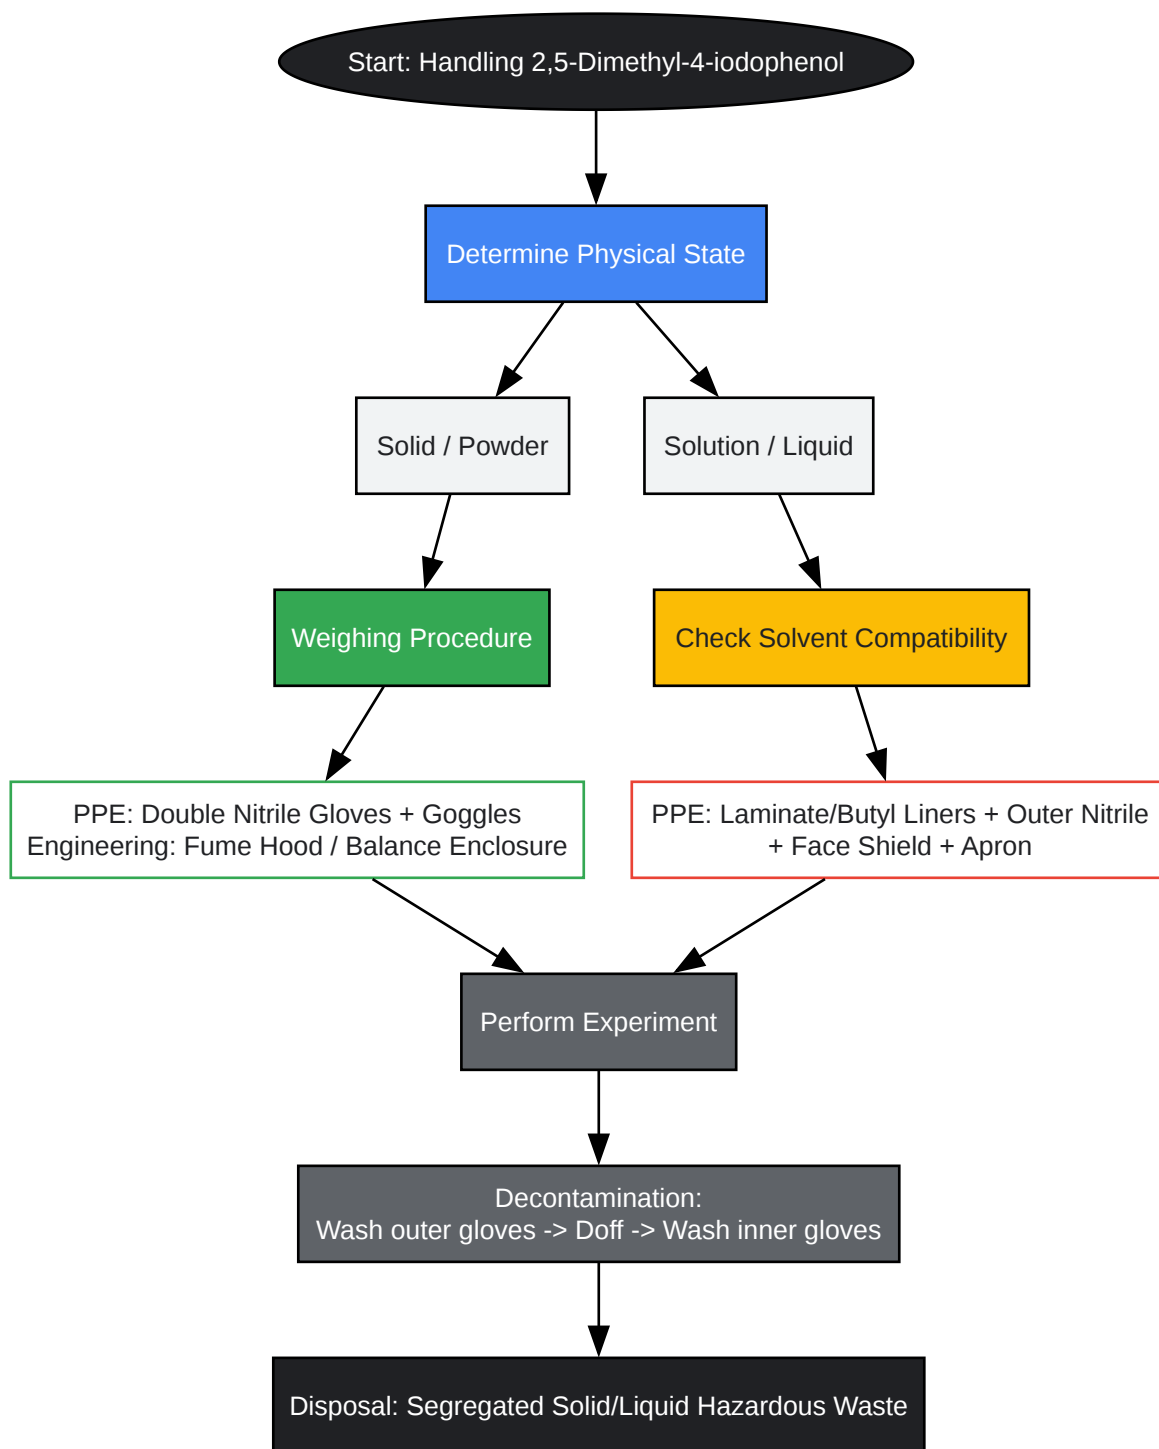 Start: Handling 2,5-Dimethyl-4-iodophenol
Determine Physical State
Solid / Powder
Solution / Liquid
Weighing Procedure
Check Solvent Compatibility
PPE: Double Nitrile Gloves + Goggles
Engineering: Fume Hood / Balance Enclosure
PPE: Laminate/Butyl Liners + Outer Nitrile
+ Face Shield + Apron
Perform Experiment
Decontamination:
Wash outer gloves -> Doff -> Wash inner gloves
Disposal: Segregated Solid/Liquid Hazardous Waste